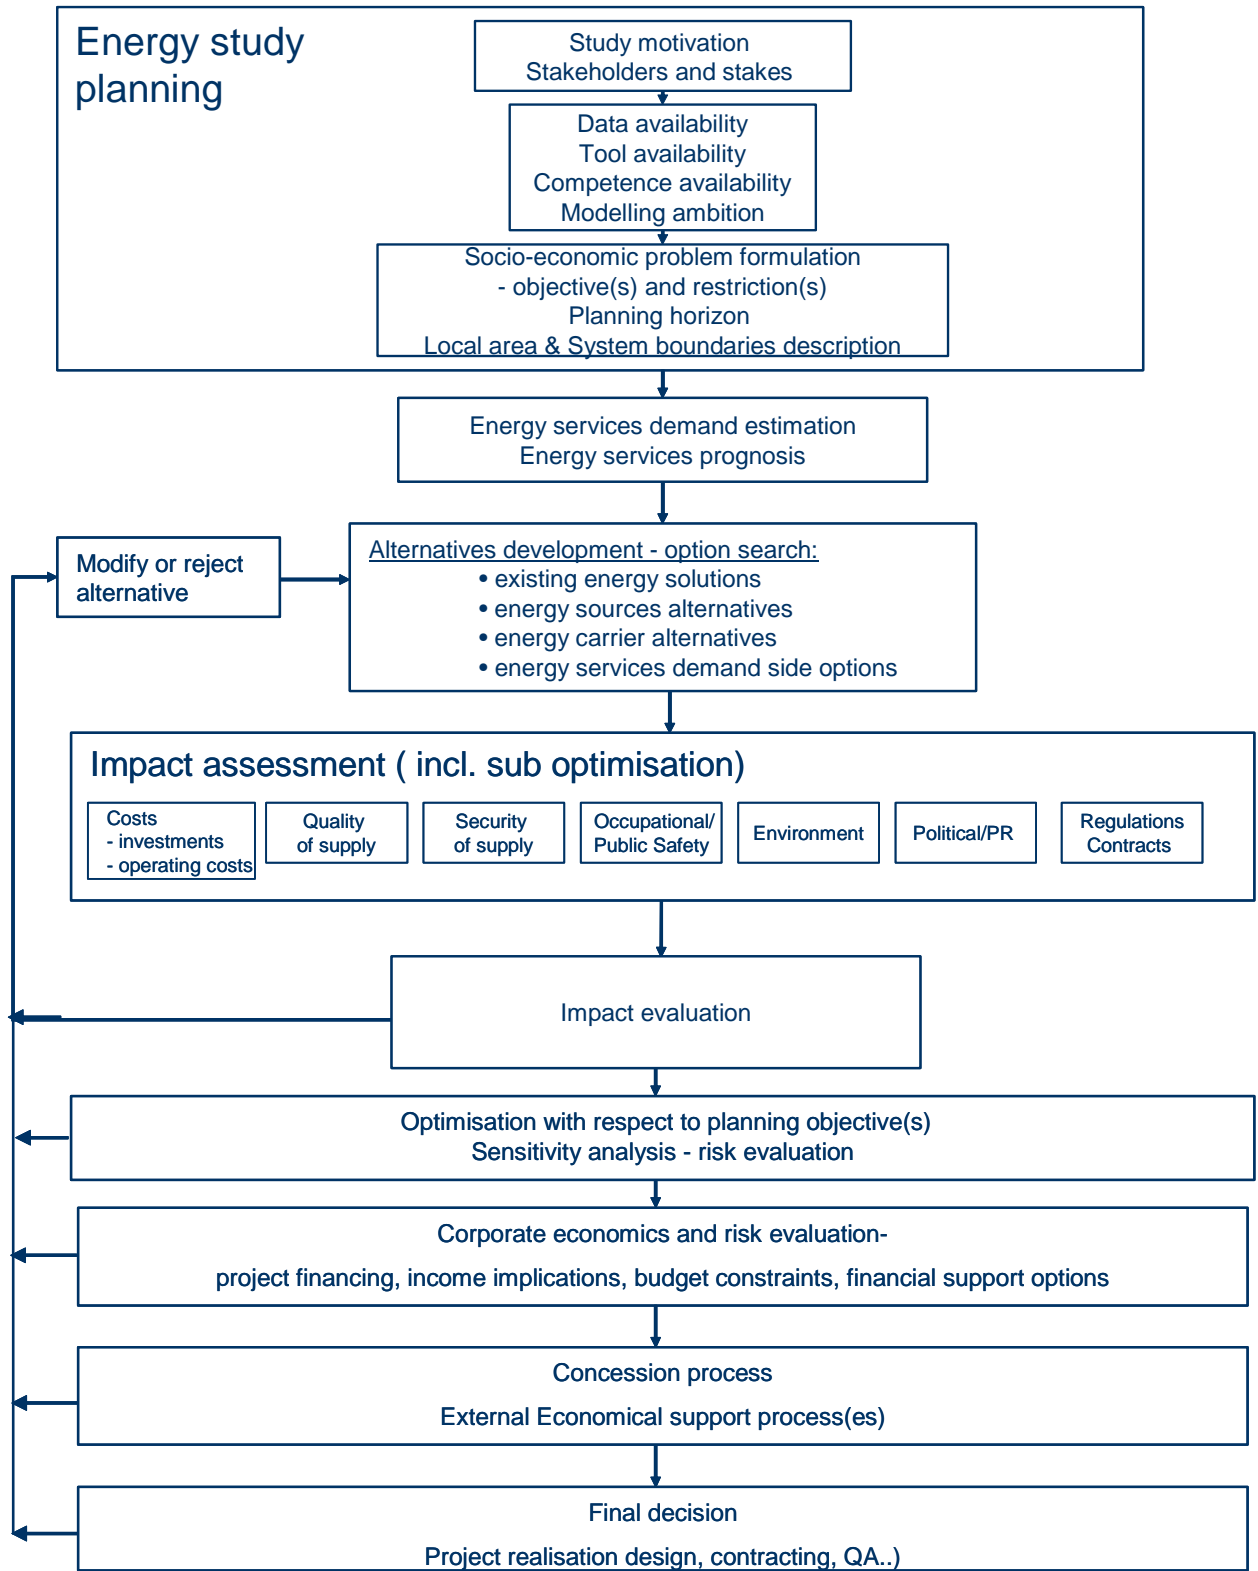 Energy study
planning
Study motivation
Stakeholders and stakes
Data availability
Tool availability
Competence availability
Modelling ambition
Socio-economic problem formulation
- objective(s) and restriction(s)
Planning horizon
Local area & System boundaries description
Energy services demand estimation
Energy services prognosis
Modify or reject
alternative
Alternatives development - option search:
• existing energy solutions
• energy sources alternatives
• energy carrier alternatives
• energy services demand side options
Impact assessment ( incl. sub optimisation)
Costs
- investments
- operating costs
Quality
of supply
Security
of supply
Occupational/
Public Safety
Environment
Political/PR
Regulations
Contracts
Impact evaluation
Optimisation with respect to planning objective(s)
Sensitivity analysis - risk evaluation
Corporate economics and risk evaluation-
project financing, income implications, budget constraints, financial support options
Concession process
External Economical support process(es)
Final decision
Project realisation design, contracting, QA..)